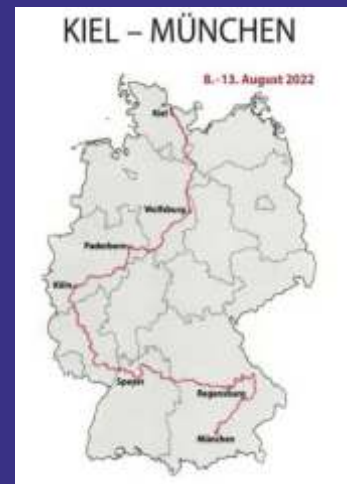 KIEL – MÜNCHEN
8.-13. August 2022
Kiel
Wolfsburg
Paderborn
Köln
Speyer
Regensburg
München